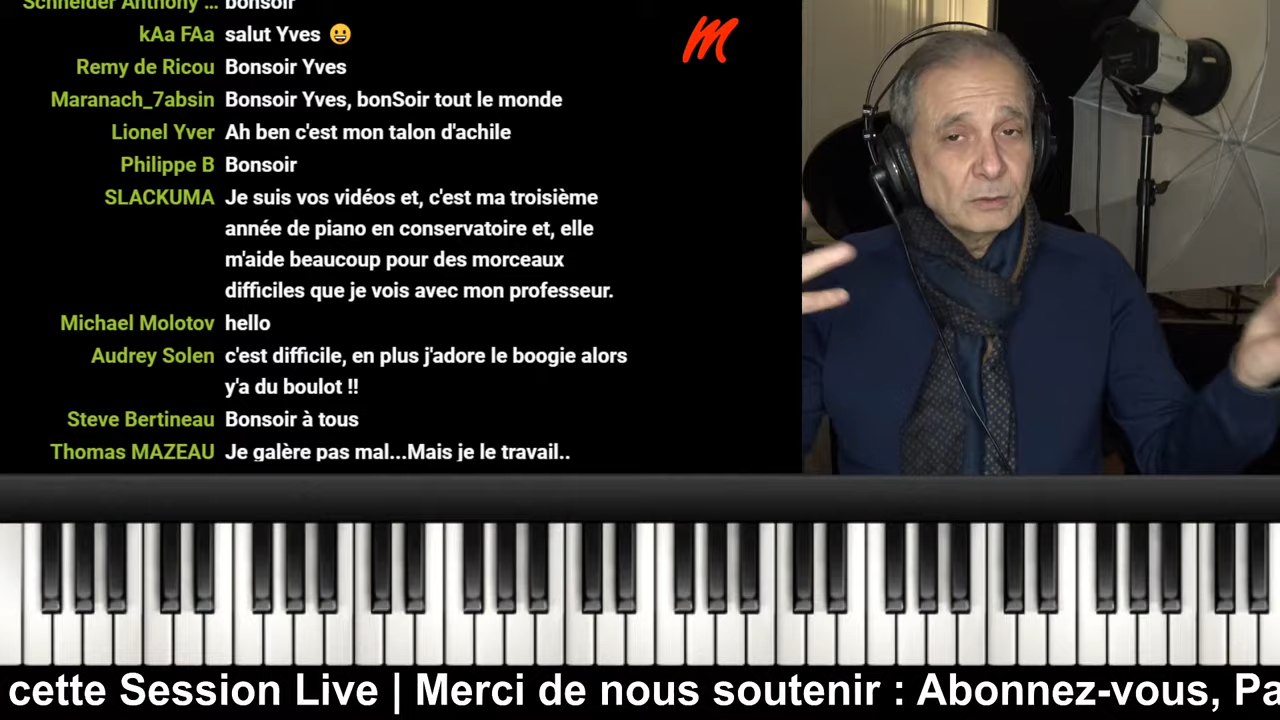 Schneider Anthony ... bonsoir
kAa FAa salut Yves 😀
Remy de Ricou Bonsoir Yves
Maranach_7absin Bonsoir Yves, bonSoir tout le monde
Lionel Yver Ah ben c'est mon talon d'achile
Philippe B Bonsoir
SLACKUMA Je suis vos vidéos et, c'est ma troisième
année de piano en conservatoire et, elle
m'aide beaucoup pour des morceaux
difficiles que je vois avec mon professeur.
Michael Molotov hello
Audrey Solen c'est difficile, en plus j'adore le boogie alors
y'a du boulot !!
Steve Bertineau Bonsoir à tous
Thomas MAZEAU Je galère pas mal...Mais je le travail..
cette Session Live | Merci de nous soutenir : Abonnez-vous, Pa